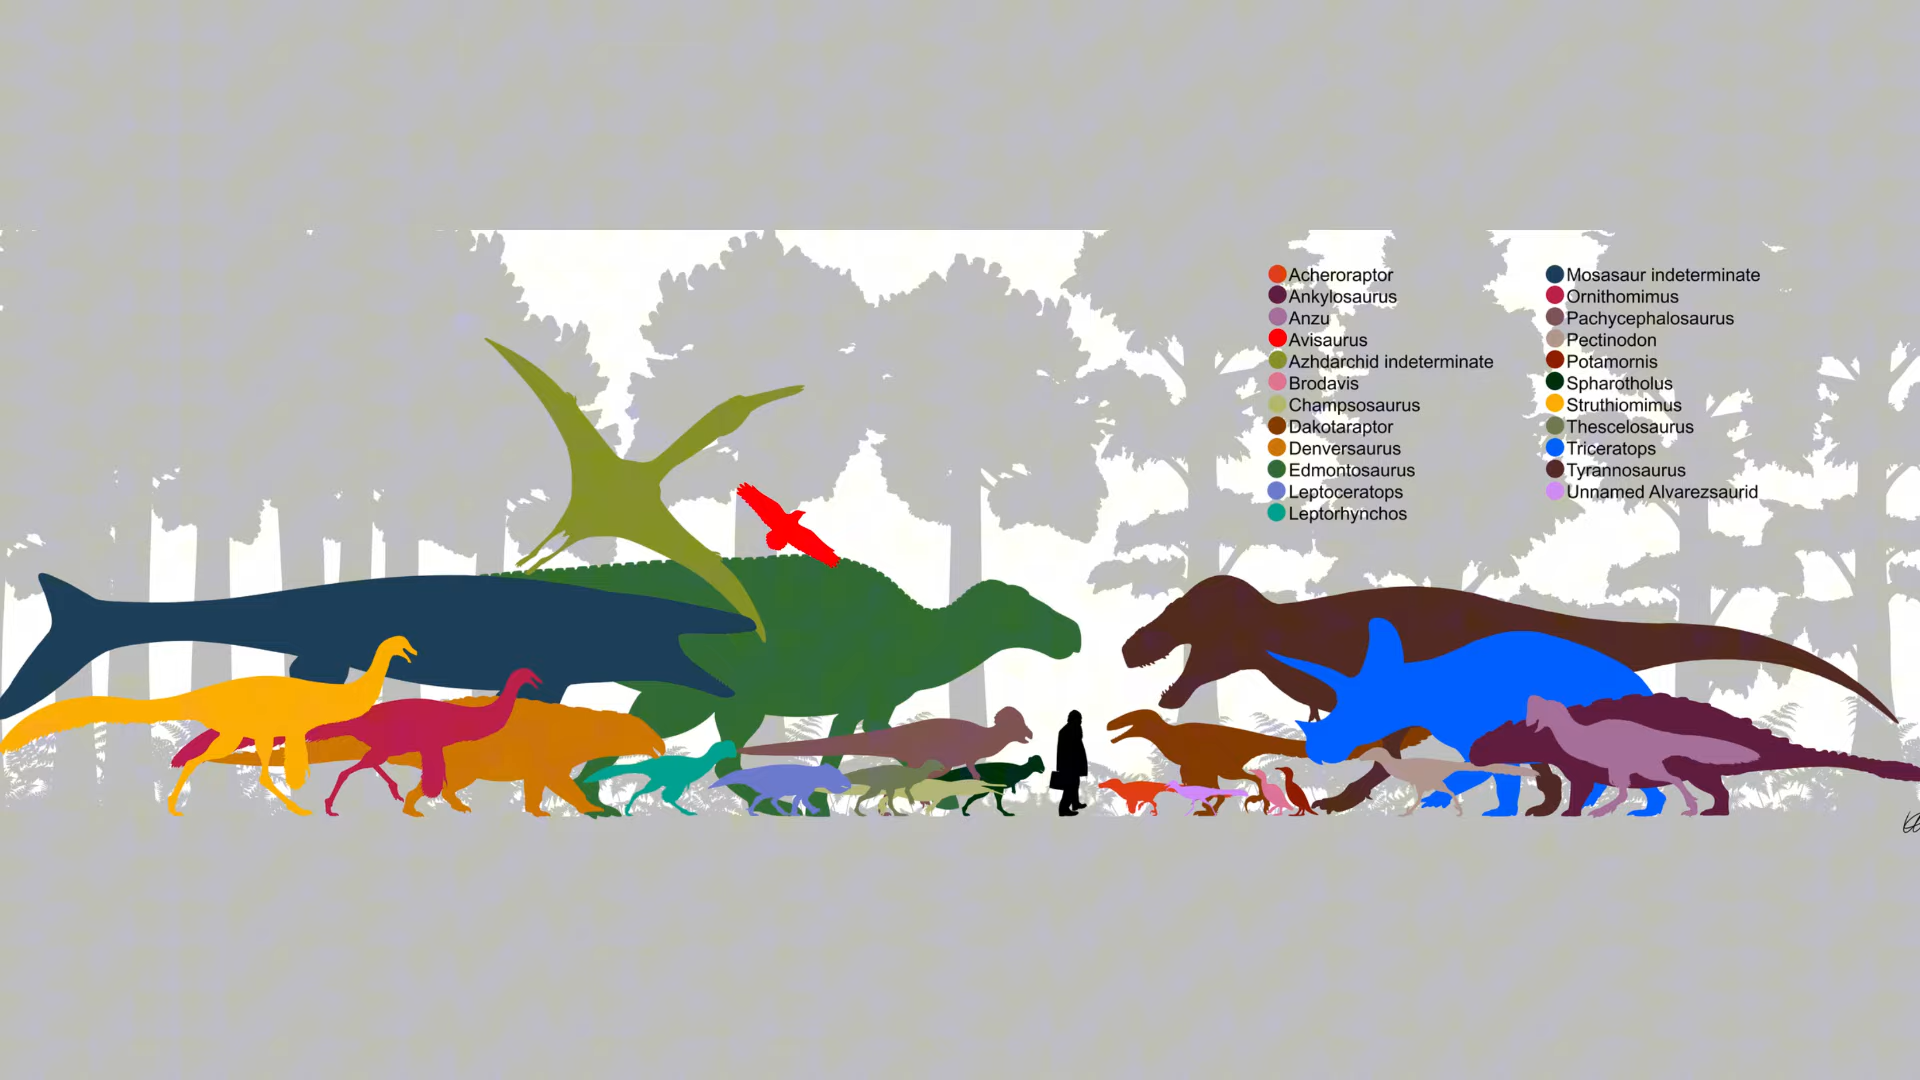 Acheroraptor
Ankylosaurus
Anzu
Avisaurus
Azhdarchid indeterminate
Brodavis
Champsosaurus
Dakotaraptor
Denversaurus
Edmontosaurus
Leptoceratops
Leptorhynchos
Mosasaur indeterminate
Ornithomimus
Pachycephalosaurus
Pectinodon
Potamornis
Spharotholus
Struthiomimus
Thescelosaurus
Triceratops
Tyrannosaurus
Unnamed Alvarezsaurid